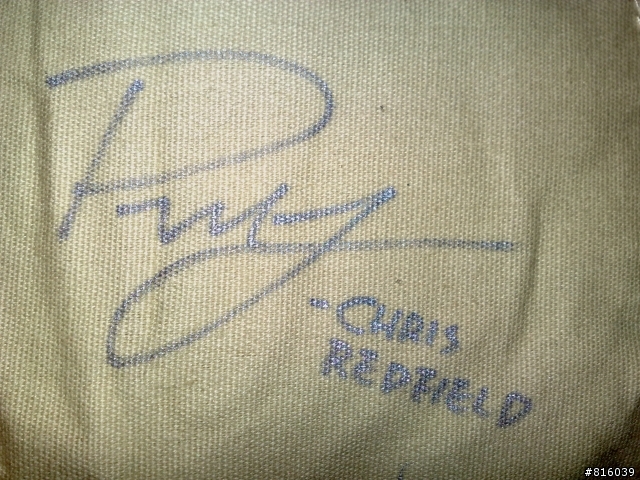 - CHRIS
REDFIELD
#816039